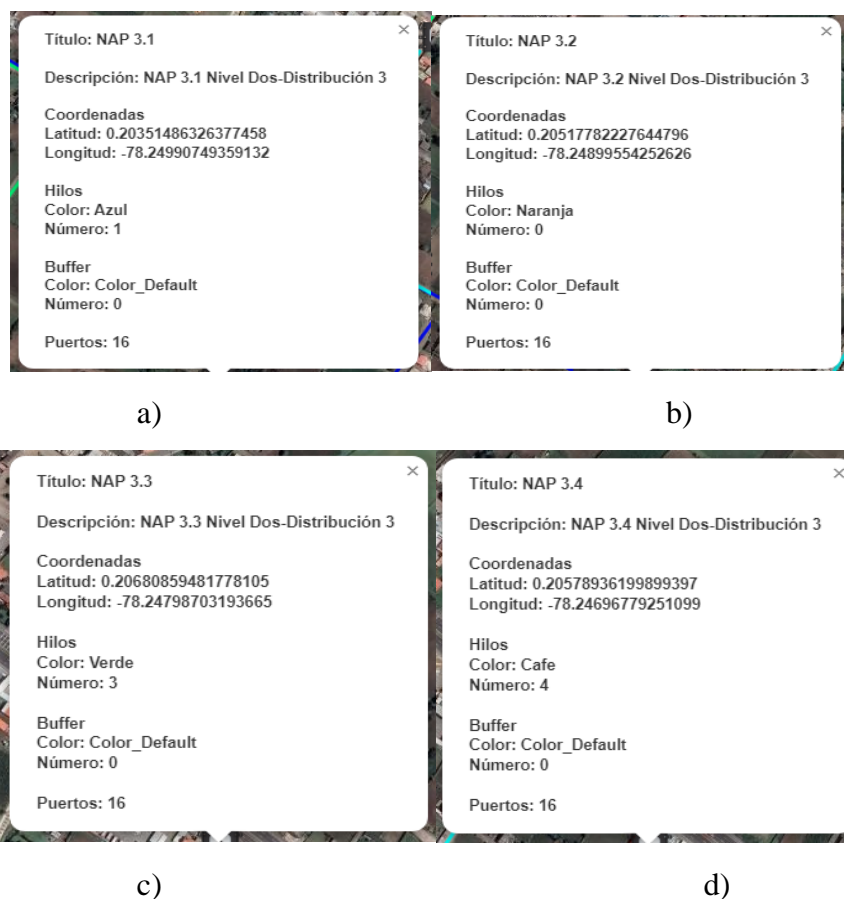 Título: NAP 3.1
Descripción: NAP 3.1 Nivel Dos-Distribución 3
Coordenadas
Latitud: 0.20351486326377458
Longitud: -78.24990749359132
Hilos
Color: Azul
Número: 1
Buffer
Color: Color_Default
Número: 0
Puertos: 16
a)
Título: NAP 3.2
Descripción: NAP 3.2 Nivel Dos-Distribución 3
Coordenadas
Latitud: 0.20517782227644796
Longitud: -78.24899554252626
Hilos
Color: Naranja
Número: 0
Buffer
Color: Color_Default
Número: 0
Puertos: 16
b)
Título: NAP 3.3
Descripción: NAP 3.3 Nivel Dos-Distribución 3
Coordenadas
Latitud: 0.20680859481778105
Longitud: -78.24798703193665
Hilos
Color: Verde
Número: 3
Buffer
Color: Color_Default
Número: 0
Puertos: 16
c)
Título: NAP 3.4
Descripción: NAP 3.4 Nivel Dos-Distribución 3
Coordenadas
Latitud: 0.20578936199899397
Longitud: -78.24696779251099
Hilos
Color: Cafe
Número: 4
Buffer
Color: Color_Default
Número: 0
Puertos: 16
d)